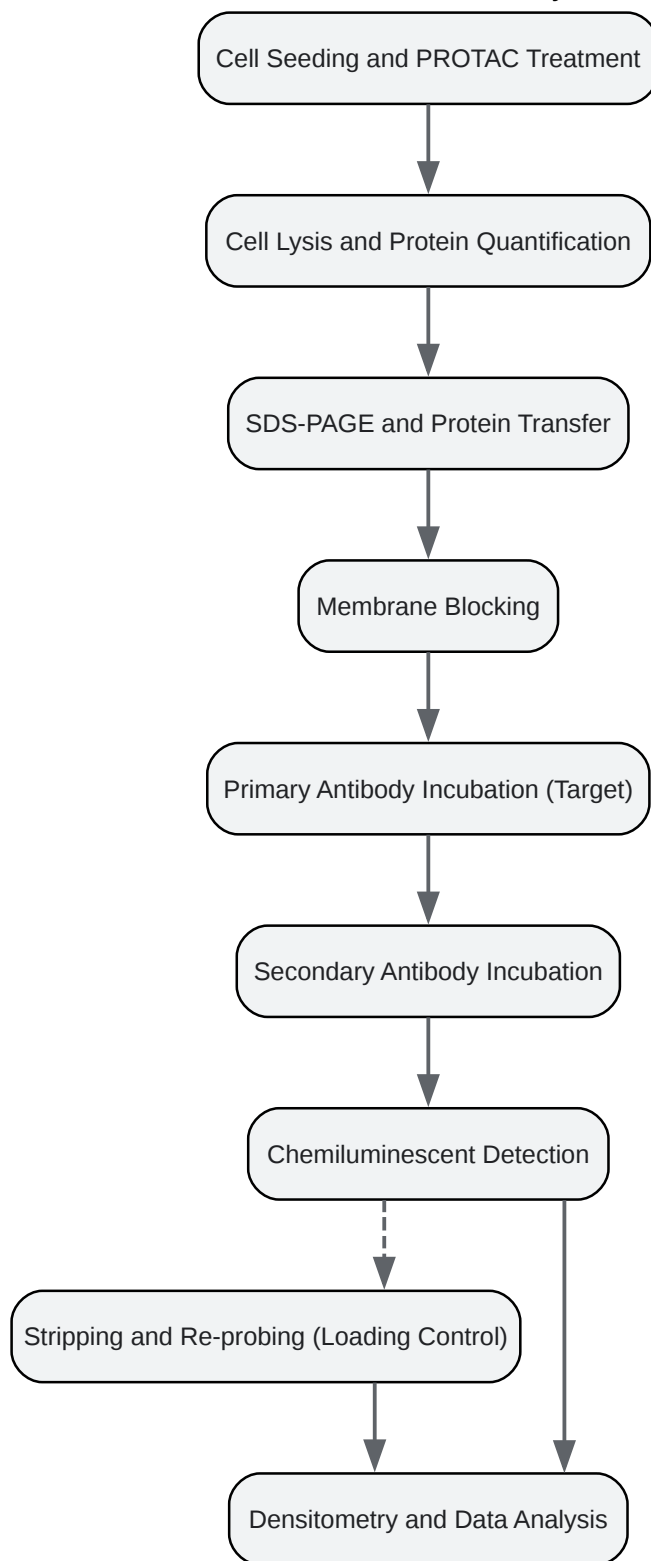 Cell Seeding and PROTAC Treatment
Cell Lysis and Protein Quantification
SDS-PAGE and Protein Transfer
Membrane Blocking
Primary Antibody Incubation (Target)
Secondary Antibody Incubation
Chemiluminescent Detection
Stripping and Re-probing (Loading Control)
Densitometry and Data Analysis